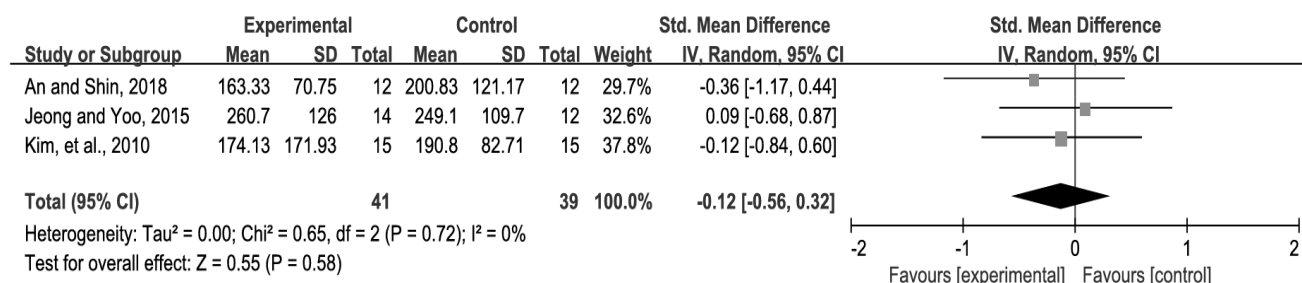 Experimental Control Std. Mean Difference Std. Mean Difference
Study or Subgroup Mean SD Total Mean SD Total Weight IV, Random, 95% CI IV, Random, 95% CI
An and Shin, 2018 163.33 70.75 12 200.83 121.17 12 29.7% -0.36 [-1.17, 0.44]
Jeong and Yoo, 2015 260.7 126 14 249.1 109.7 12 32.6% 0.09 [-0.68, 0.87]
Kim, et al., 2010 174.13 171.93 15 190.8 82.71 15 37.8% -0.12 [-0.84, 0.60]
Total (95% CI) 41 39 100.0% -0.12 [-0.56, 0.32]
Heterogeneity: Tau² = 0.00; Chi² = 0.65, df = 2 (P = 0.72); I² = 0%
Test for overall effect: Z = 0.55 (P = 0.58)
-2 -1 0 1 2
Favours [experimental] Favours [control]